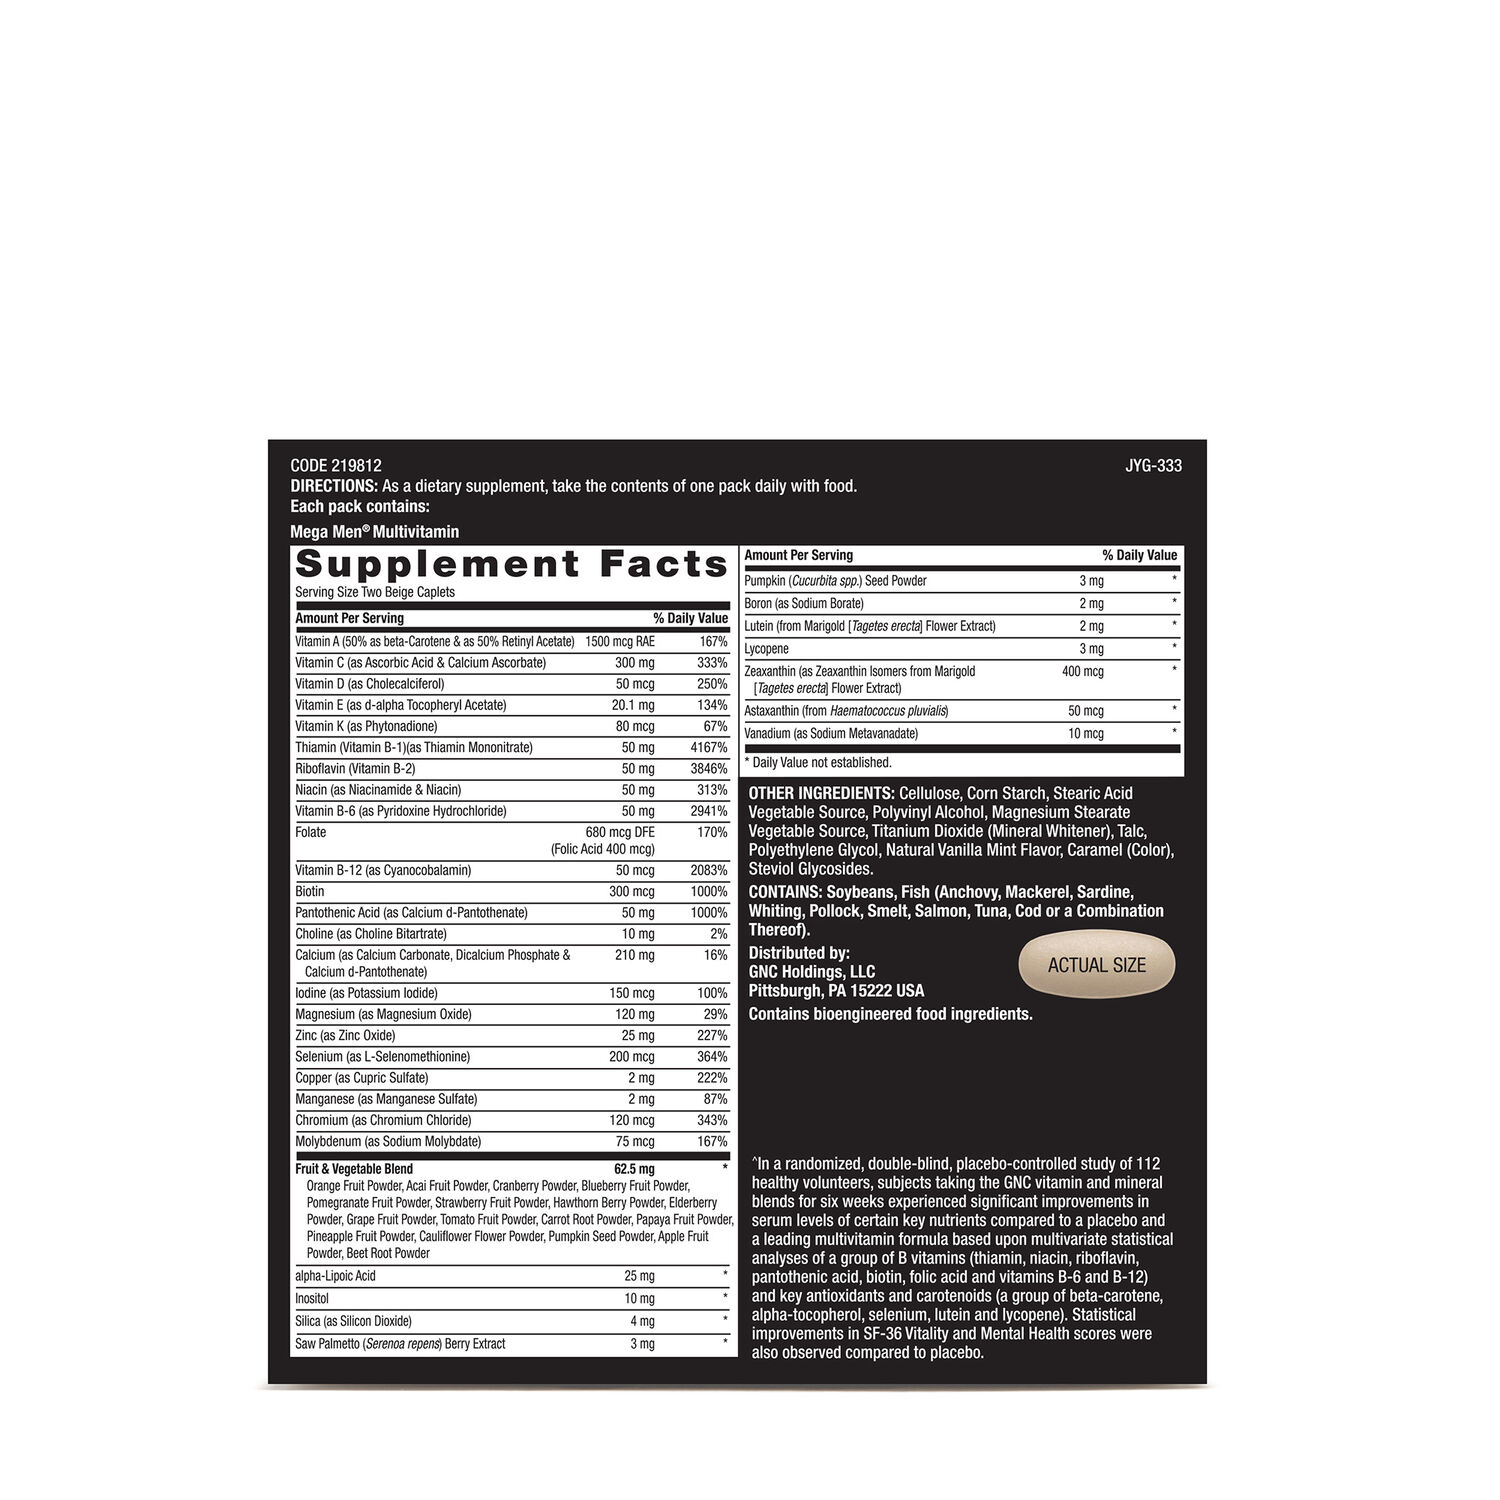 CODE 219812 JYG-333
DIRECTIONS: As a dietary supplement, take the contents of one pack daily with food.
Each pack contains:
Mega Men® Multivitamin
Supplement Facts
Serving Size Two Beige Caplets
Amount Per Serving % Daily Value
Vitamin A (50% as beta-Carotene & as 50% Retinyl Acetate) 1500 mcg RAE 167%
Vitamin C (as Ascorbic Acid & Calcium Ascorbate) 300 mg 333%
Vitamin D (as Cholecalciferol) 50 mcg 250%
Vitamin E (as d-alpha Tocopheryl Acetate) 20.1 mg 134%
Vitamin K (as Phytonadione) 80 mcg 67%
Thiamin (Vitamin B-1)(as Thiamin Mononitrate) 50 mg 4167%
Riboflavin (Vitamin B-2) 50 mg 3846%
Niacin (as Niacinamide & Niacin) 50 mg 313%
Vitamin B-6 (as Pyridoxine Hydrochloride) 50 mg 2941%
Folate 680 mcg DFE 170%
(Folic Acid 400 mcg)
Vitamin B-12 (as Cyanocobalamin) 50 mcg 2083%
Biotin 300 mcg 1000%
Pantothenic Acid (as Calcium d-Pantothenate) 50 mg 1000%
Choline (as Choline Bitartrate) 10 mg 2%
Calcium (as Calcium Carbonate, Dicalcium Phosphate & 210 mg 16%
Calcium d-Pantothenate)
Iodine (as Potassium Iodide) 150 mcg 100%
Magnesium (as Magnesium Oxide) 120 mg 29%
Zinc (as Zinc Oxide) 25 mg 227%
Selenium (as L-Selenomethionine) 200 mcg 364%
Copper (as Cupric Sulfate) 2 mg 222%
Manganese (as Manganese Sulfate) 2 mg 87%
Chromium (as Chromium Chloride) 120 mcg 343%
Molybdenum (as Sodium Molybdate) 75 mcg 167%
Fruit & Vegetable Blend 62.5 mg *
Orange Fruit Powder, Acai Fruit Powder, Cranberry Powder, Blueberry Fruit Powder,
Pomegranate Fruit Powder, Strawberry Fruit Powder, Hawthorn Berry Powder, Elderberry
Powder, Grape Fruit Powder, Tomato Fruit Powder, Carrot Root Powder, Papaya Fruit Powder,
Pineapple Fruit Powder, Cauliflower Flower Powder, Pumpkin Seed Powder, Apple Fruit
Powder, Beet Root Powder
alpha-Lipoic Acid 25 mg *
Inositol 10 mg *
Silica (as Silicon Dioxide) 4 mg *
Saw Palmetto (Serenoa repens) Berry Extract 3 mg *
Amount Per Serving % Daily Value
Pumpkin (Cucurbita spp.) Seed Powder 3 mg *
Boron (as Sodium Borate) 2 mg *
Lutein (from Marigold [Tagetes erecta] Flower Extract) 2 mg *
Lycopene 3 mg *
Zeaxanthin (as Zeaxanthin Isomers from Marigold 400 mcg *
[Tagetes erecta] Flower Extract)
Astaxanthin (from Haematococcus pluvialis) 50 mcg *
Vanadium (as Sodium Metavanadate) 10 mcg *
* Daily Value not established.
OTHER INGREDIENTS: Cellulose, Corn Starch, Stearic Acid
Vegetable Source, Polyvinyl Alcohol, Magnesium Stearate
Vegetable Source, Titanium Dioxide (Mineral Whitener), Talc,
Polyethylene Glycol, Natural Vanilla Mint Flavor, Caramel (Color),
Steviol Glycosides.
CONTAINS: Soybeans, Fish (Anchovy, Mackerel, Sardine,
Whiting, Pollock, Smelt, Salmon, Tuna, Cod or a Combination
Thereof).
Distributed by:
GNC Holdings, LLC
Pittsburgh, PA 15222 USA
ACTUAL SIZE
Contains bioengineered food ingredients.
^In a randomized, double-blind, placebo-controlled study of 112
healthy volunteers, subjects taking the GNC vitamin and mineral
blends for six weeks experienced significant improvements in
serum levels of certain key nutrients compared to a placebo and
a leading multivitamin formula based upon multivariate statistical
analyses of a group of B vitamins (thiamin, niacin, riboflavin,
pantothenic acid, biotin, folic acid and vitamins B-6 and B-12)
and key antioxidants and carotenoids (a group of beta-carotene,
alpha-tocopherol, selenium, lutein and lycopene). Statistical
improvements in SF-36 Vitality and Mental Health scores were
also observed compared to placebo.